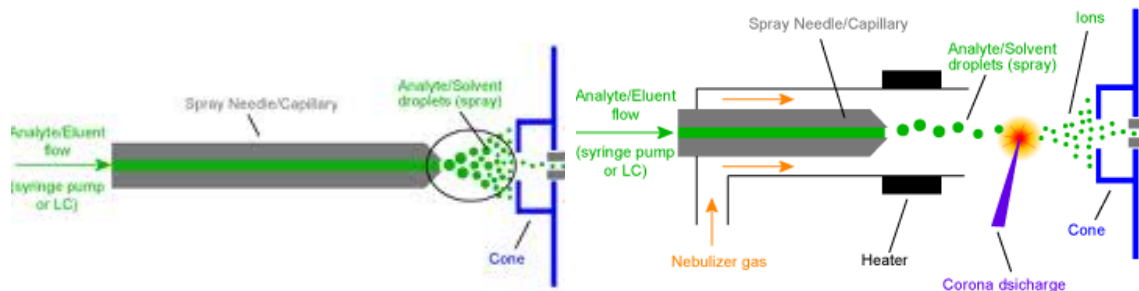 Spray Needle/Capillary
Analyte/Solvent
droplets (spray)
Analyte/Eluent
flow
(syringe pump
or LC)
Cone
Spray Needle/Capillary
Ions
Analyte/Solvent
droplets (spray)
Analyte/Eluent
flow
(syringe pump
or LC)
Nebulizer gas
Heater
Cone
Corona dsicharge